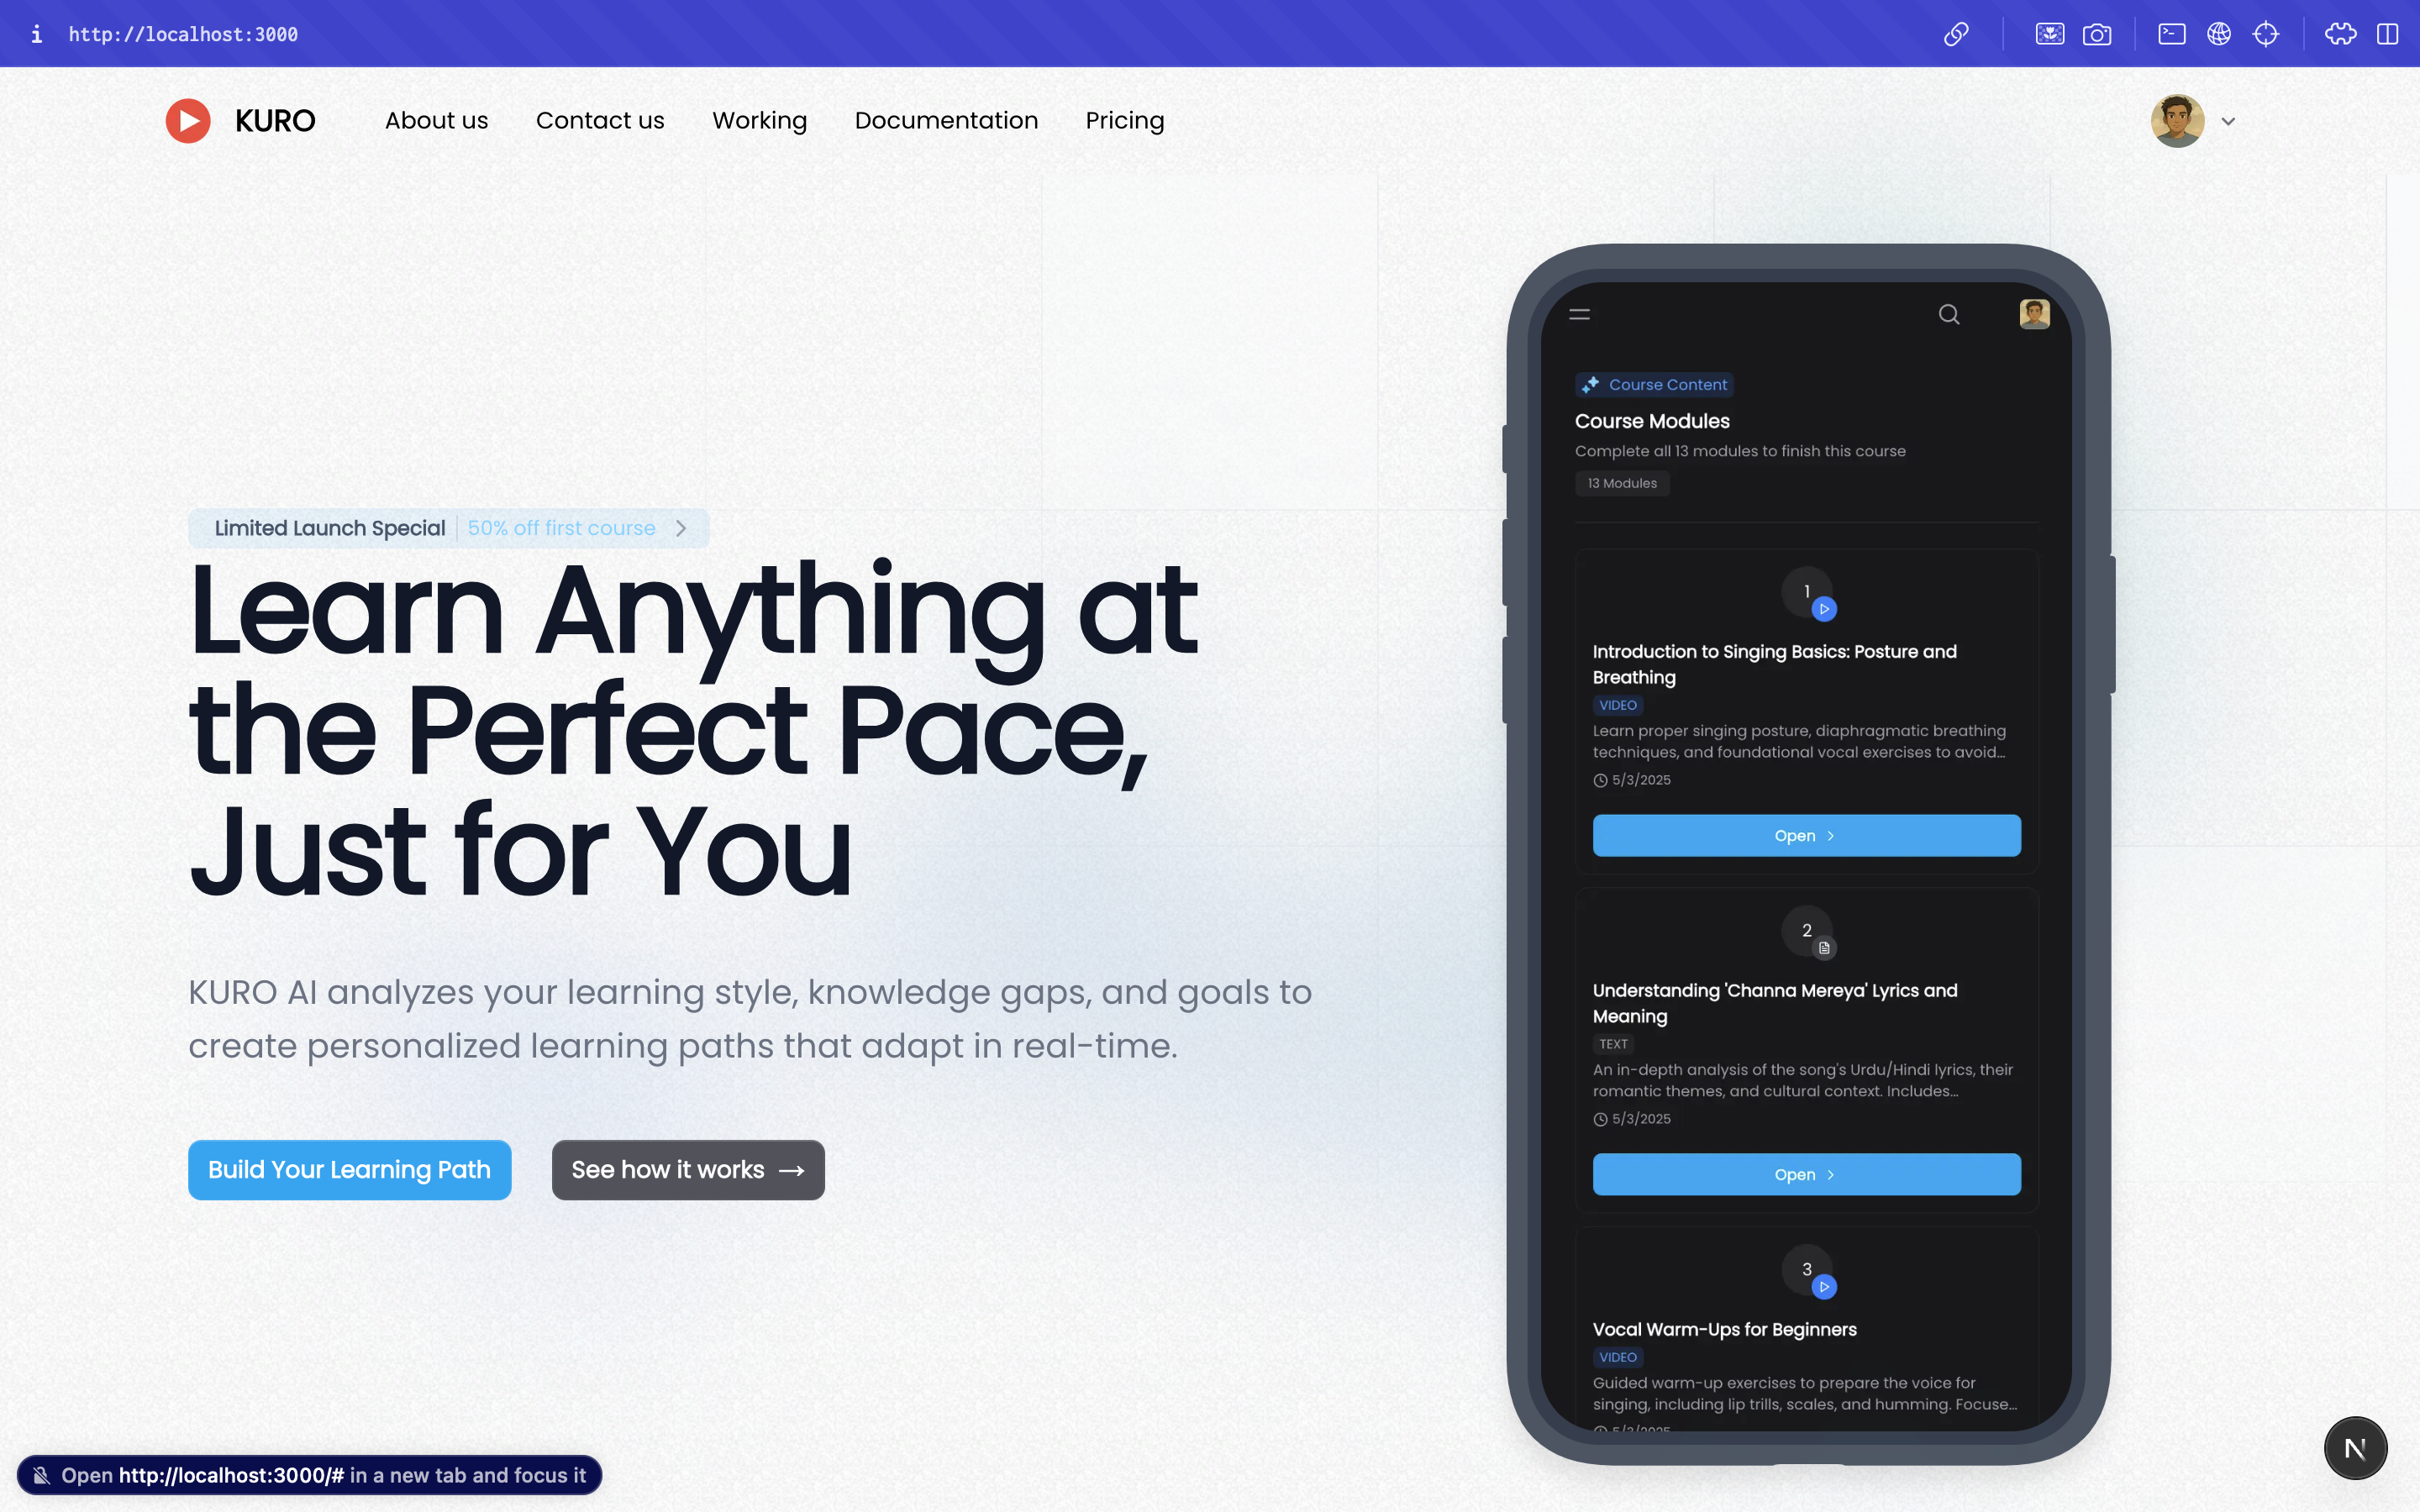 i http://localhost:3000
KURO About us Contact us Working Documentation Pricing
Limited Launch Special 50% off first course
Learn Anything at
the Perfect Pace,
Just for You
KURO AI analyzes your learning style, knowledge gaps, and goals to
create personalized learning paths that adapt in real-time.
Build Your Learning Path See how it works →
Course Content
Course Modules
Complete all 13 modules to finish this course
13 Modules
1
Introduction to Singing Basics: Posture and
Breathing
VIDEO
Learn proper singing posture, diaphragmatic breathing
techniques, and foundational vocal exercises to avoid...
5/3/2025
Open
2
Understanding 'Channa Mereya' Lyrics and
Meaning
TEXT
An in-depth analysis of the song's Urdu/Hindi lyrics, their
romantic themes, and cultural context. Includes...
5/3/2025
Open
3
Vocal Warm-Ups for Beginners
VIDEO
Guided warm-up exercises to prepare the voice for
singing, including lip trills, scales, and humming. Focuse...
5/3/2025
Open http://localhost:3000/# in a new tab and focus it
N